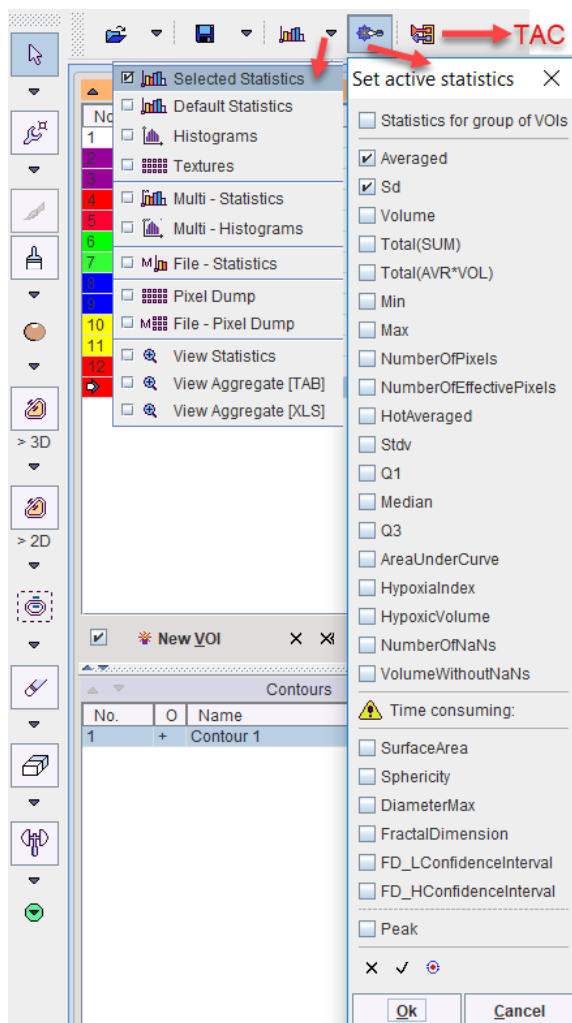 TAC
Selected Statistics
Default Statistics
Histograms
Textures
Multi - Statistics
Multi - Histograms
M File - Statistics
Pixel Dump
M File - Pixel Dump
View Statistics
View Aggregate [TAB]
View Aggregate [XLS]
No
1
2
3
4
5
6
7
8
9
10
11
12
> 3D
> 2D
New VOI
Contours
No. O Name
1 + Contour 1
Set active statistics
Statistics for group of VOIs
Averaged
Sd
Volume
Total(SUM)
Total(AVR*VOL)
Min
Max
NumberOfPixels
NumberOfEffectivePixels
HotAveraged
Stdv
Q1
Median
Q3
AreaUnderCurve
HypoxiaIndex
HypoxicVolume
NumberOfNaNs
VolumeWithoutNaNs
Time consuming:
SurfaceArea
Sphericity
DiameterMax
FractalDimension
FD_LConfidenceInterval
FD_HConfidenceInterval
Peak
Ok Cancel